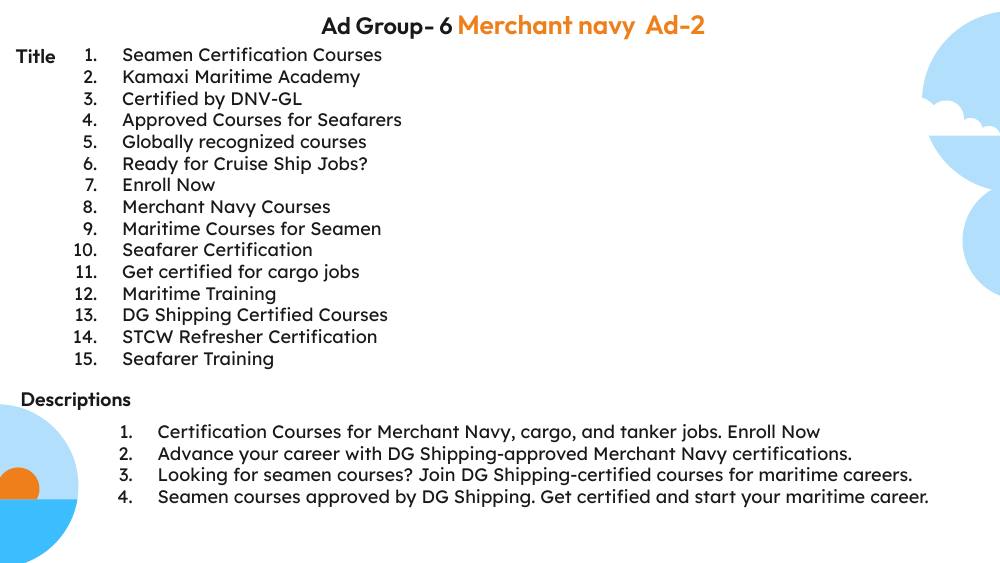 Ad Group- 6 Merchant navy Ad-2
Title
1. Seamen Certification Courses
2. Kamaxi Maritime Academy
3. Certified by DNV-GL
4. Approved Courses for Seafarers
5. Globally recognized courses
6. Ready for Cruise Ship Jobs?
7. Enroll Now
8. Merchant Navy Courses
9. Maritime Courses for Seamen
10. Seafarer Certification
11. Get certified for cargo jobs
12. Maritime Training
13. DG Shipping Certified Courses
14. STCW Refresher Certification
15. Seafarer Training
Descriptions
1. Certification Courses for Merchant Navy, cargo, and tanker jobs. Enroll Now
2. Advance your career with DG Shipping-approved Merchant Navy certifications.
3. Looking for seamen courses? Join DG Shipping-certified courses for maritime careers.
4. Seamen courses approved by DG Shipping. Get certified and start your maritime career.